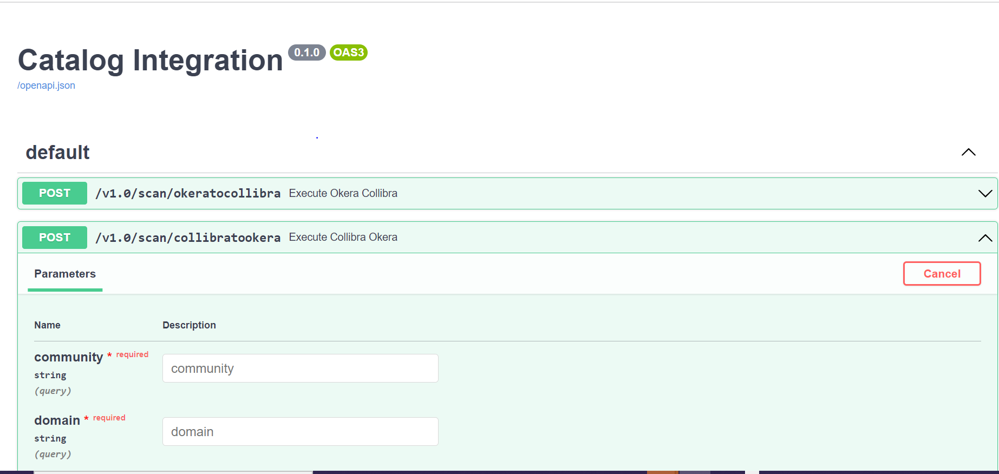 Catalog Integration 0.1.0 OAS3
/openapi.json
default
POST /v1.0/scan/okeratocollibra Execute Okera Collibra
POST /v1.0/scan/collibratookera Execute Collibra Okera
Parameters Cancel
Name Description
community * required
string
(query)
community
domain * required
string
(query)
domain